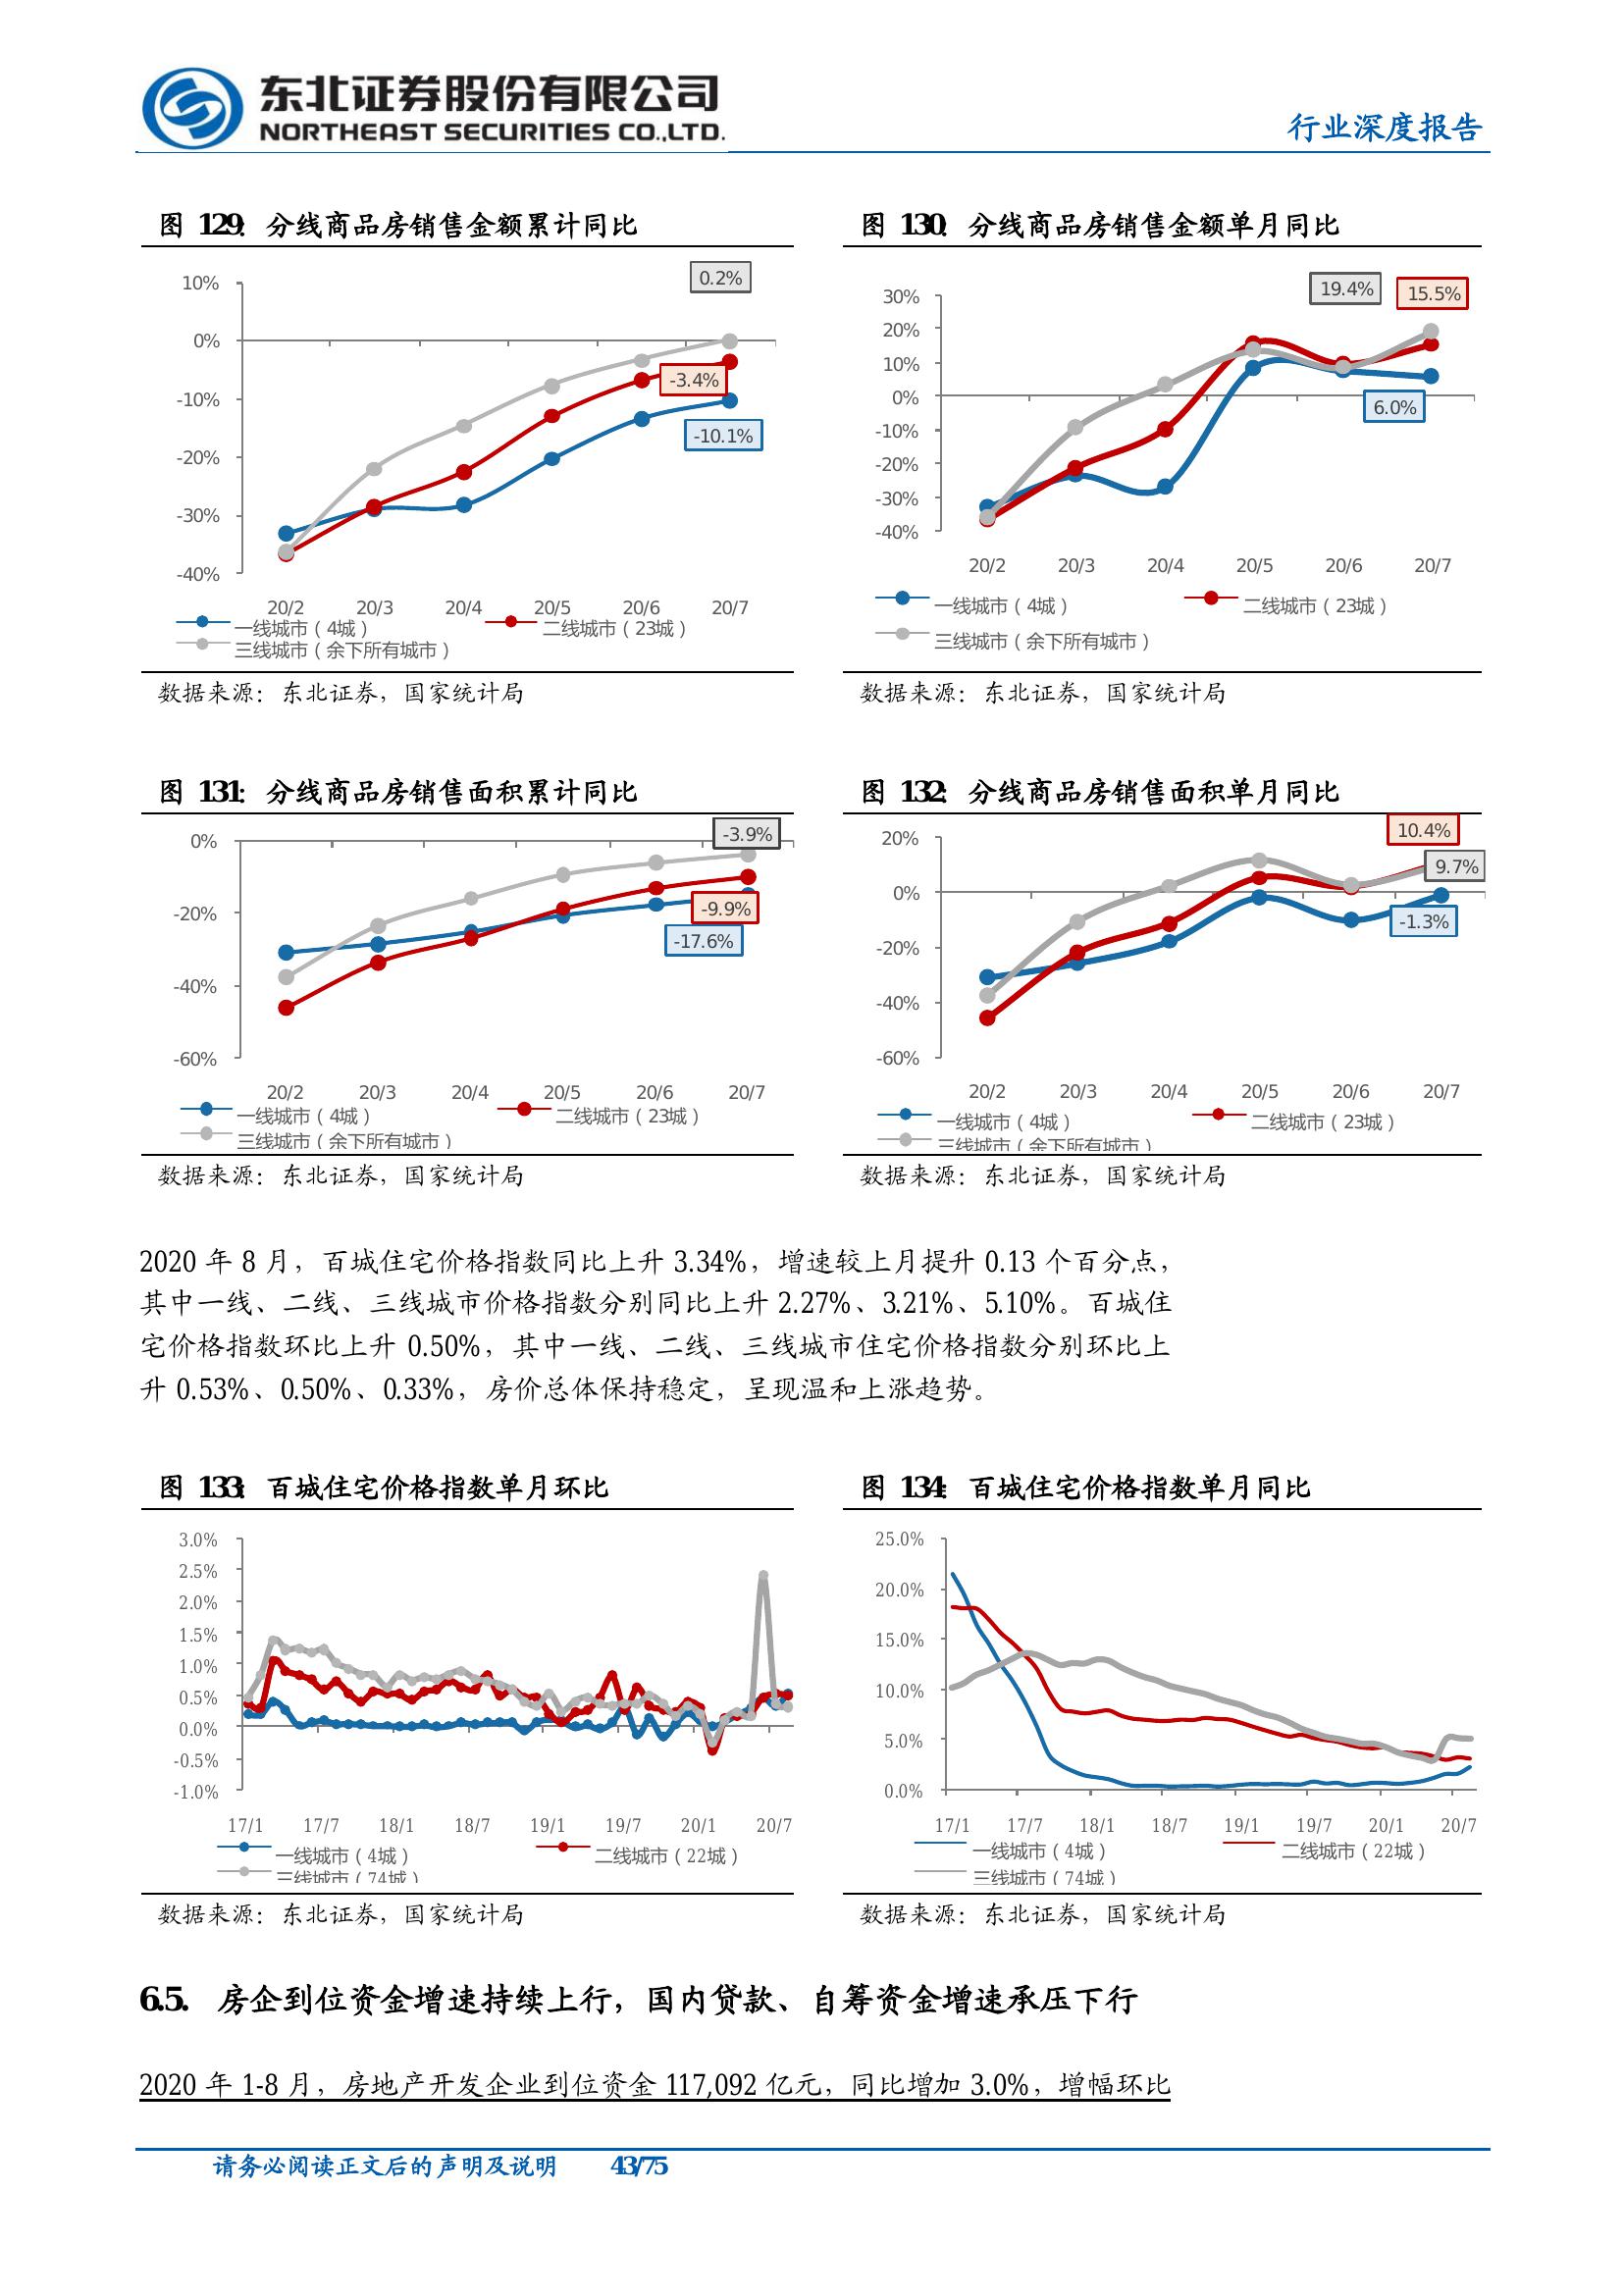 东北证券股份有限公司
NORTHEAST SECURITIES CO.,LTD.
行业深度报告
图 129: 分线商品房销售金额累计同比
10%
0%
-10%
-20%
-30%
-40%
0.2%
-3.4%
-10.1%
20/2 20/3 20/4 20/5 20/6 20/7
一线城市（4城） 二线城市（23城）
三线城市（余下所有城市）
数据来源：东北证券，国家统计局
图 130: 分线商品房销售金额单月同比
30%
20%
10%
0%
-10%
-20%
-30%
-40%
19.4% 15.5%
6.0%
20/2 20/3 20/4 20/5 20/6 20/7
一线城市（4城） 二线城市（23城）
三线城市（余下所有城市）
数据来源：东北证券，国家统计局
图 131: 分线商品房销售面积累计同比
0%
-20%
-40%
-60%
-3.9%
-9.9%
-17.6%
20/2 20/3 20/4 20/5 20/6 20/7
一线城市（4城） 二线城市（23城）
三线城市（余下所有城市）
数据来源：东北证券，国家统计局
图 132: 分线商品房销售面积单月同比
20%
0%
-20%
-40%
-60%
10.4%
9.7%
-1.3%
20/2 20/3 20/4 20/5 20/6 20/7
一线城市（4城） 二线城市（23城）
三线城市（余下所有城市）
数据来源：东北证券，国家统计局
2020 年 8 月，百城住宅价格指数同比上升 3.34%，增速较上月提升 0.13 个百分点，
其中一线、二线、三线城市价格指数分别同比上升 2.27%、3.21%、5.10%。百城住
宅价格指数环比上升 0.50%，其中一线、二线、三线城市住宅价格指数分别环比上
升 0.53%、0.50%、0.33%，房价总体保持稳定，呈现温和上涨趋势。
图 133: 百城住宅价格指数单月环比
3.0%
2.5%
2.0%
1.5%
1.0%
0.5%
0.0%
-0.5%
-1.0%
17/1 17/7 18/1 18/7 19/1 19/7 20/1 20/7
一线城市（4城） 二线城市（22城）
三线城市（74城）
数据来源：东北证券，国家统计局
图 134: 百城住宅价格指数单月同比
25.0%
20.0%
15.0%
10.0%
5.0%
0.0%
17/1 17/7 18/1 18/7 19/1 19/7 20/1 20/7
一线城市（4城） 二线城市（22城）
三线城市（74城）
数据来源：东北证券，国家统计局
6.5. 房企到位资金增速持续上行，国内贷款、自筹资金增速承压下行
2020 年 1-8 月，房地产开发企业到位资金 117,092 亿元，同比增加 3.0%，增幅环比
请务必阅读正文后的声明及说明 43/75